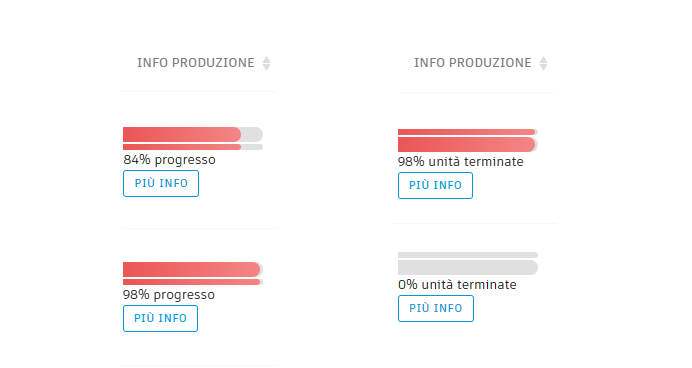 INFO PRODUZIONE
84% progresso
PIÙ INFO
98% progresso
PIÙ INFO
INFO PRODUZIONE
98% unità terminate
PIÙ INFO
0% unità terminate
PIÙ INFO